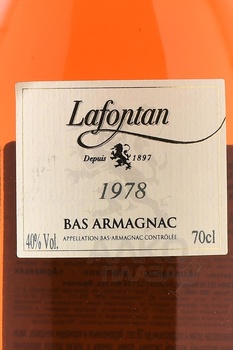 Lafontan
Depuis 1897
1978
BAS ARMAGNAC
40% Vol. APPELLATION BAS-ARMAGNAC CONTRÔLÉE 70cl